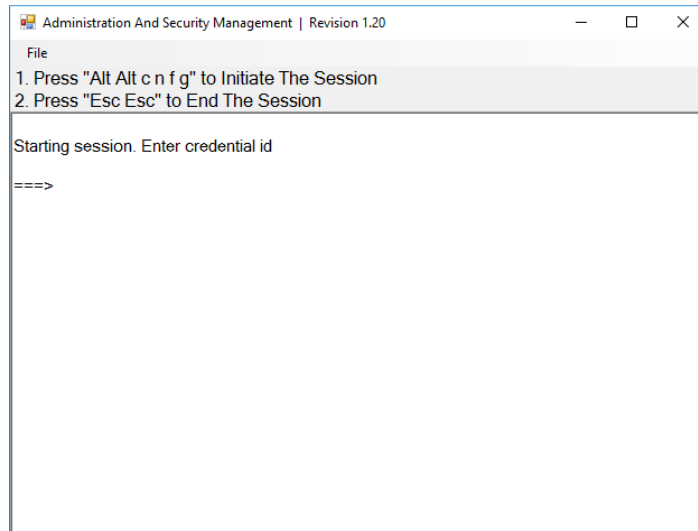 Administration And Security Management | Revision 1.20
File
1. Press "Alt Alt c n f g" to Initiate The Session
2. Press "Esc Esc" to End The Session
Starting session. Enter credential id
===>